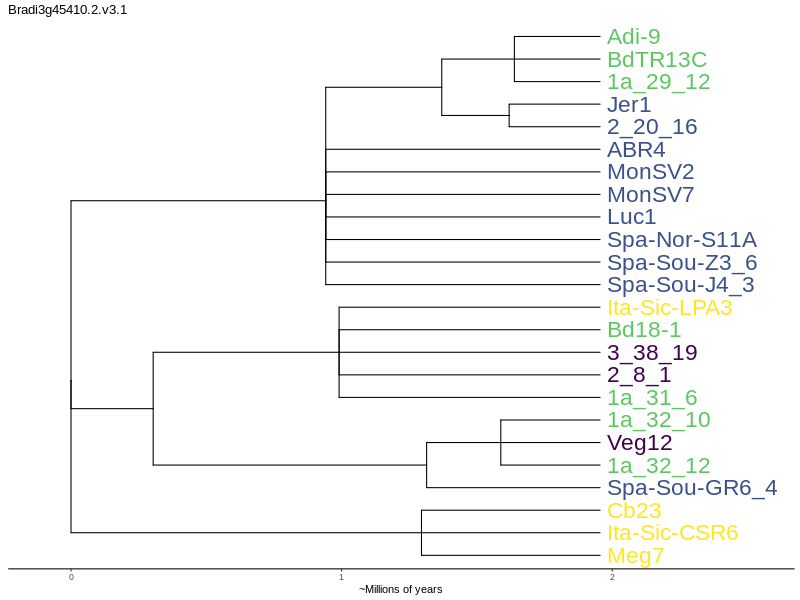 Bradi3g45410.2.v3.1
Adi-9
BdTR13C
1a_29_12
Jer1
2_20_16
ABR4
MonSV2
MonSV7
Luc1
Spa-Nor-S11A
Spa-Sou-Z3_6
Spa-Sou-J4_3
Ita-Sic-LPA3
Bd18-1
3_38_19
2_8_1
1a_31_6
1a_32_10
Veg12
1a_32_12
Spa-Sou-GR6_4
Cb23
Ita-Sic-CSR6
Meg7
0 1 2
~Millions of years